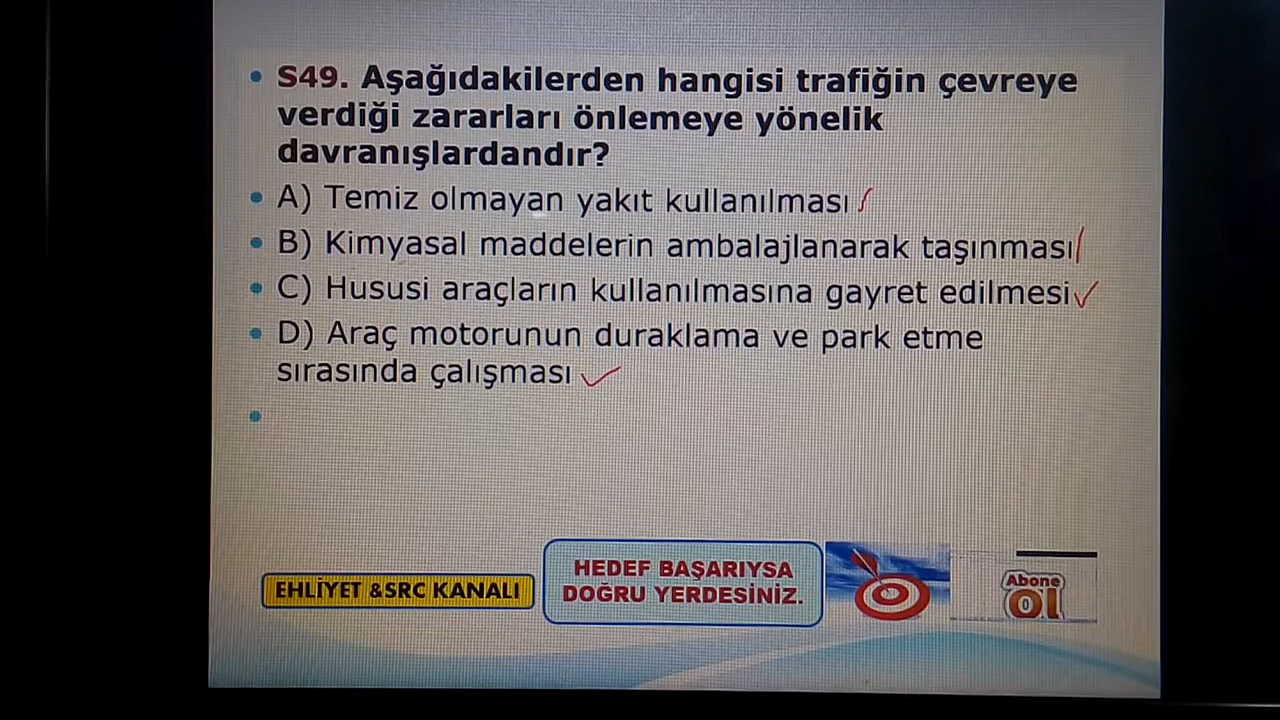 • S49. Aşağıdakilerden hangisi trafiğin çevreye
verdiği zararları önlemeye yönelik
davranışlardandır?
• A) Temiz olmayan yakıt kullanılması
• B) Kimyasal maddelerin ambalajlanarak taşınması
• C) Hususi araçların kullanılmasına gayret edilmesi
• D) Araç motorunun duraklama ve park etme
sırasında çalışması
EHLİYET &SRC KANALI
HEDEF BAŞARIYSA
DOĞRU YERDESİNİZ.
Abone
Ol